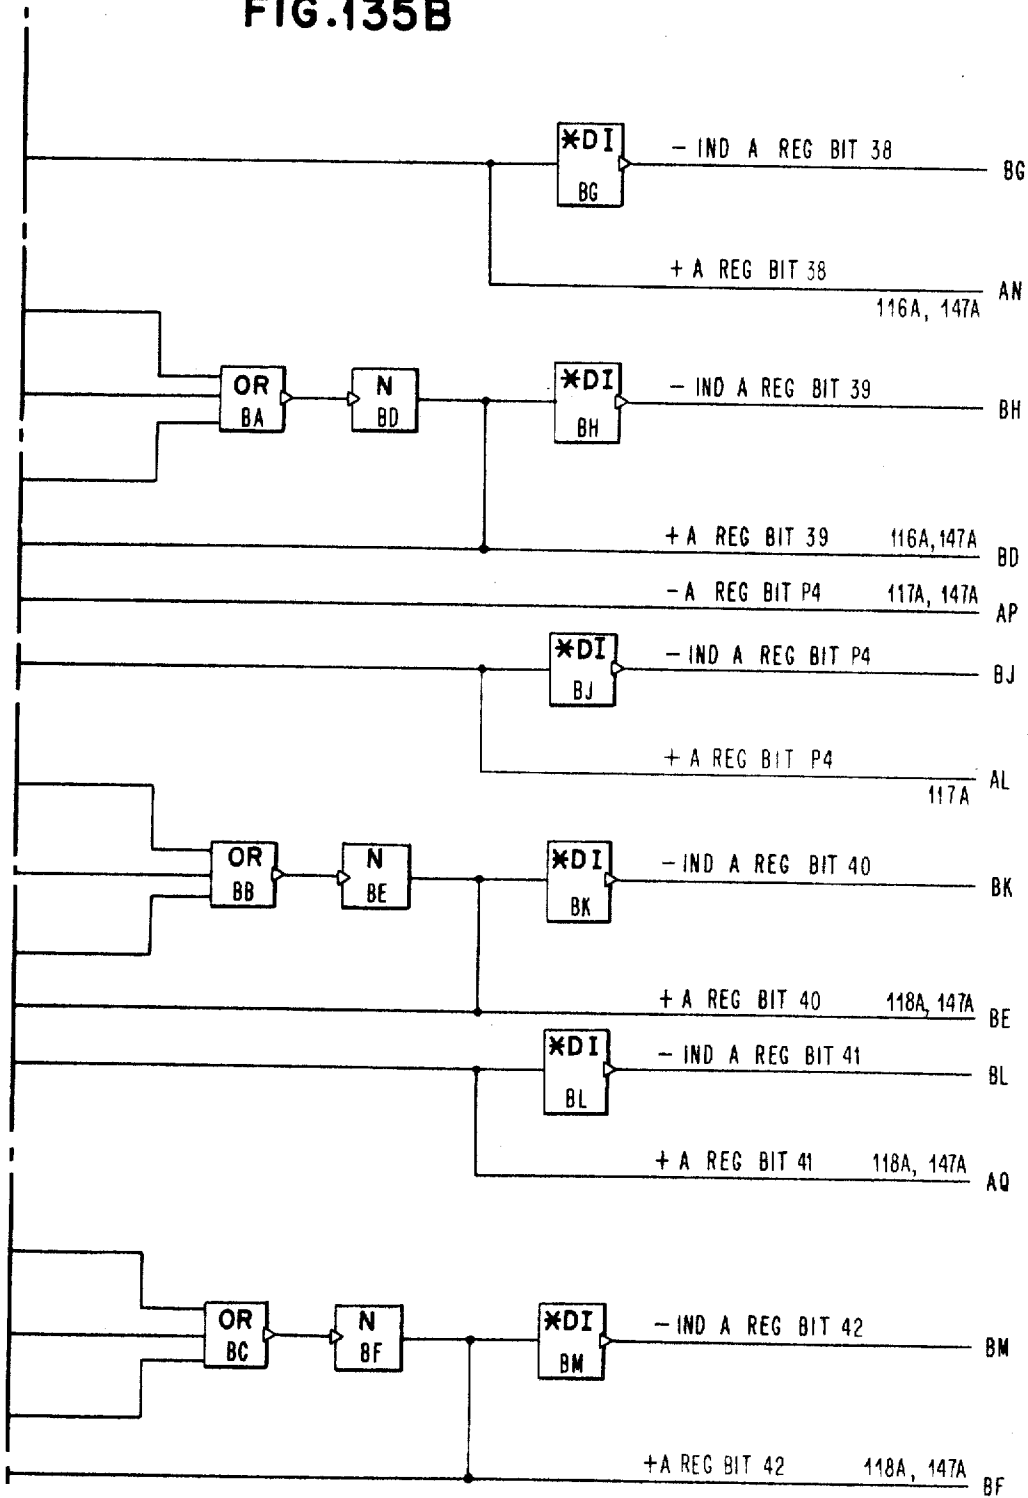 FIG.135B
*DI
BG
- IND A REG BIT 38
BG
+ A REG BIT 38
AN
116A, 147A
OR
BA
N
BD
*DI
BH
- IND A REG BIT 39
BH
+ A REG BIT 39 116A, 147A
BD
- A REG BIT P4 117A, 147A
AP
*DI
BJ
- IND A REG BIT P4
BJ
+ A REG BIT P4
AL
117A
OR
BB
N
BE
*DI
BK
- IND A REG BIT 40
BK
+ A REG BIT 40 118A, 147A
BE
*DI
BL
- IND A REG BIT 41
BL
+ A REG BIT 41 118A, 147A
AQ
OR
BC
N
BF
*DI
BM
- IND A REG BIT 42
BM
+A REG BIT 42 118A, 147A
BF